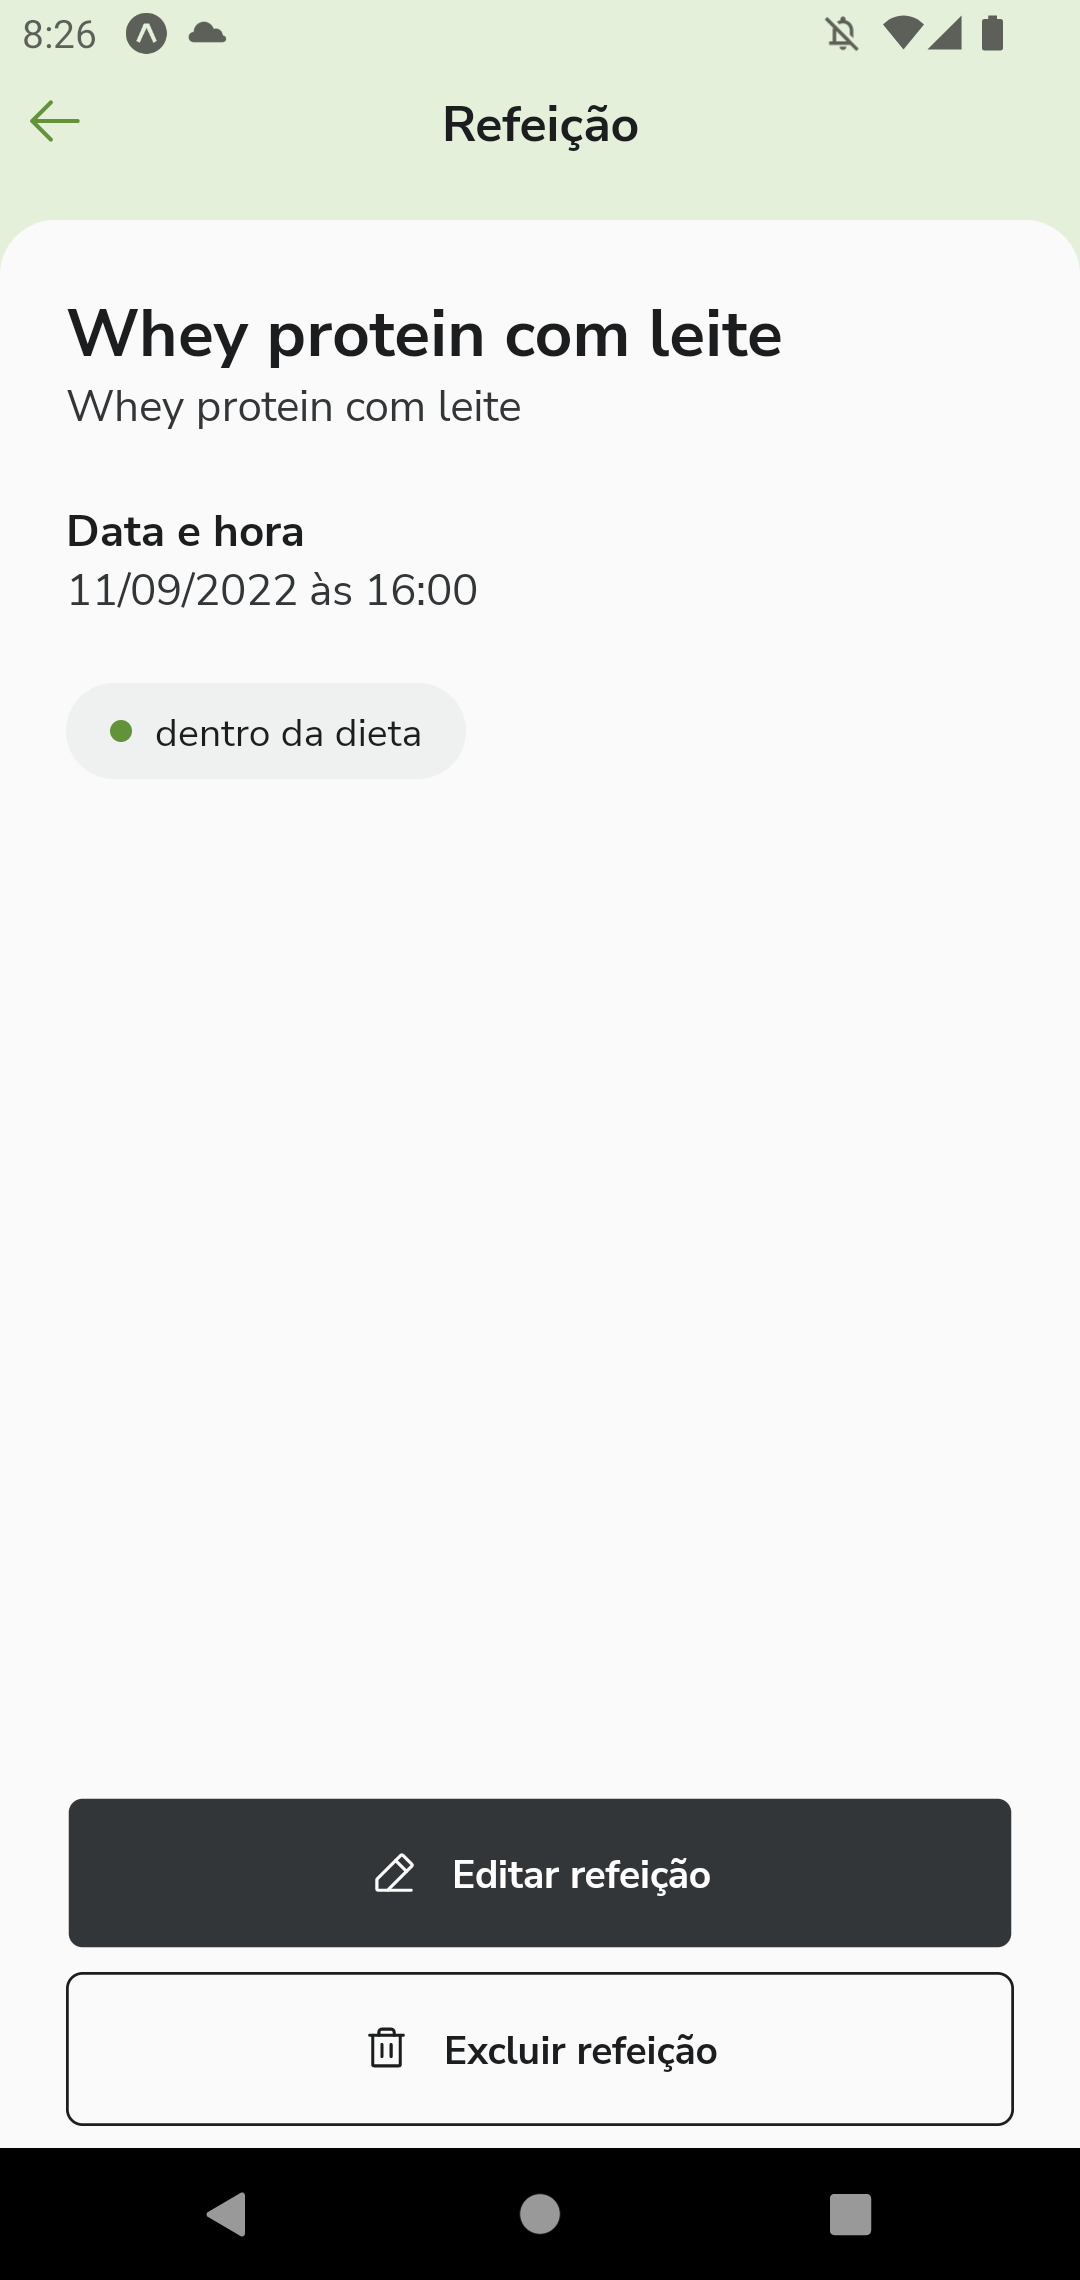 8:26
Refeição
Whey protein com leite
Whey protein com leite
Data e hora
11/09/2022 às 16:00
dentro da dieta
Editar refeição
Excluir refeição